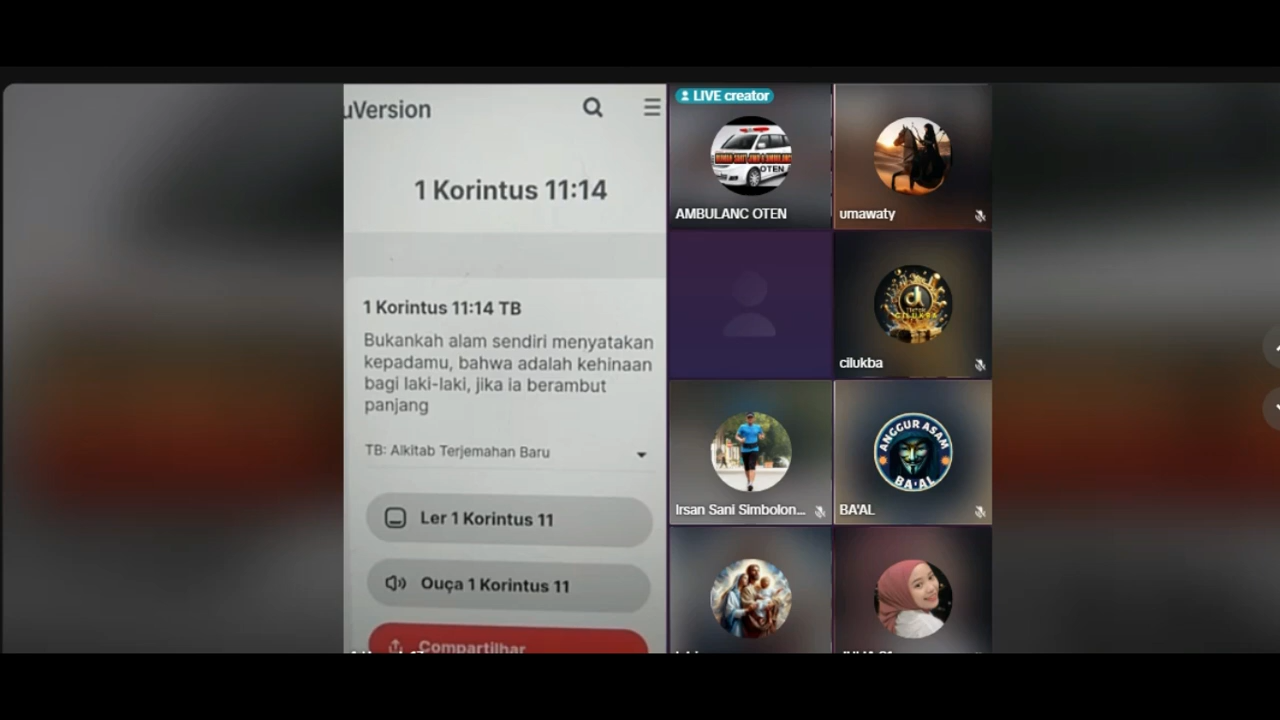 uVersion
1 Korintus 11:14
1 Korintus 11:14 TB
Bukankah alam sendiri menyatakan
kepadamu, bahwa adalah kehinaan
bagi laki-laki, jika ia berambut
panjang
TB: Alkitab Terjemahan Baru
Ler 1 Korintus 11
Ouça 1 Korintus 11
Compartilhar
LIVE creator
OTEN
AMBULANC OTEN
umawaty
CILUKBA
cilukba
Irsan Sani Simbolon...
ANGGUR ASAM
BA'AL
BA'AL